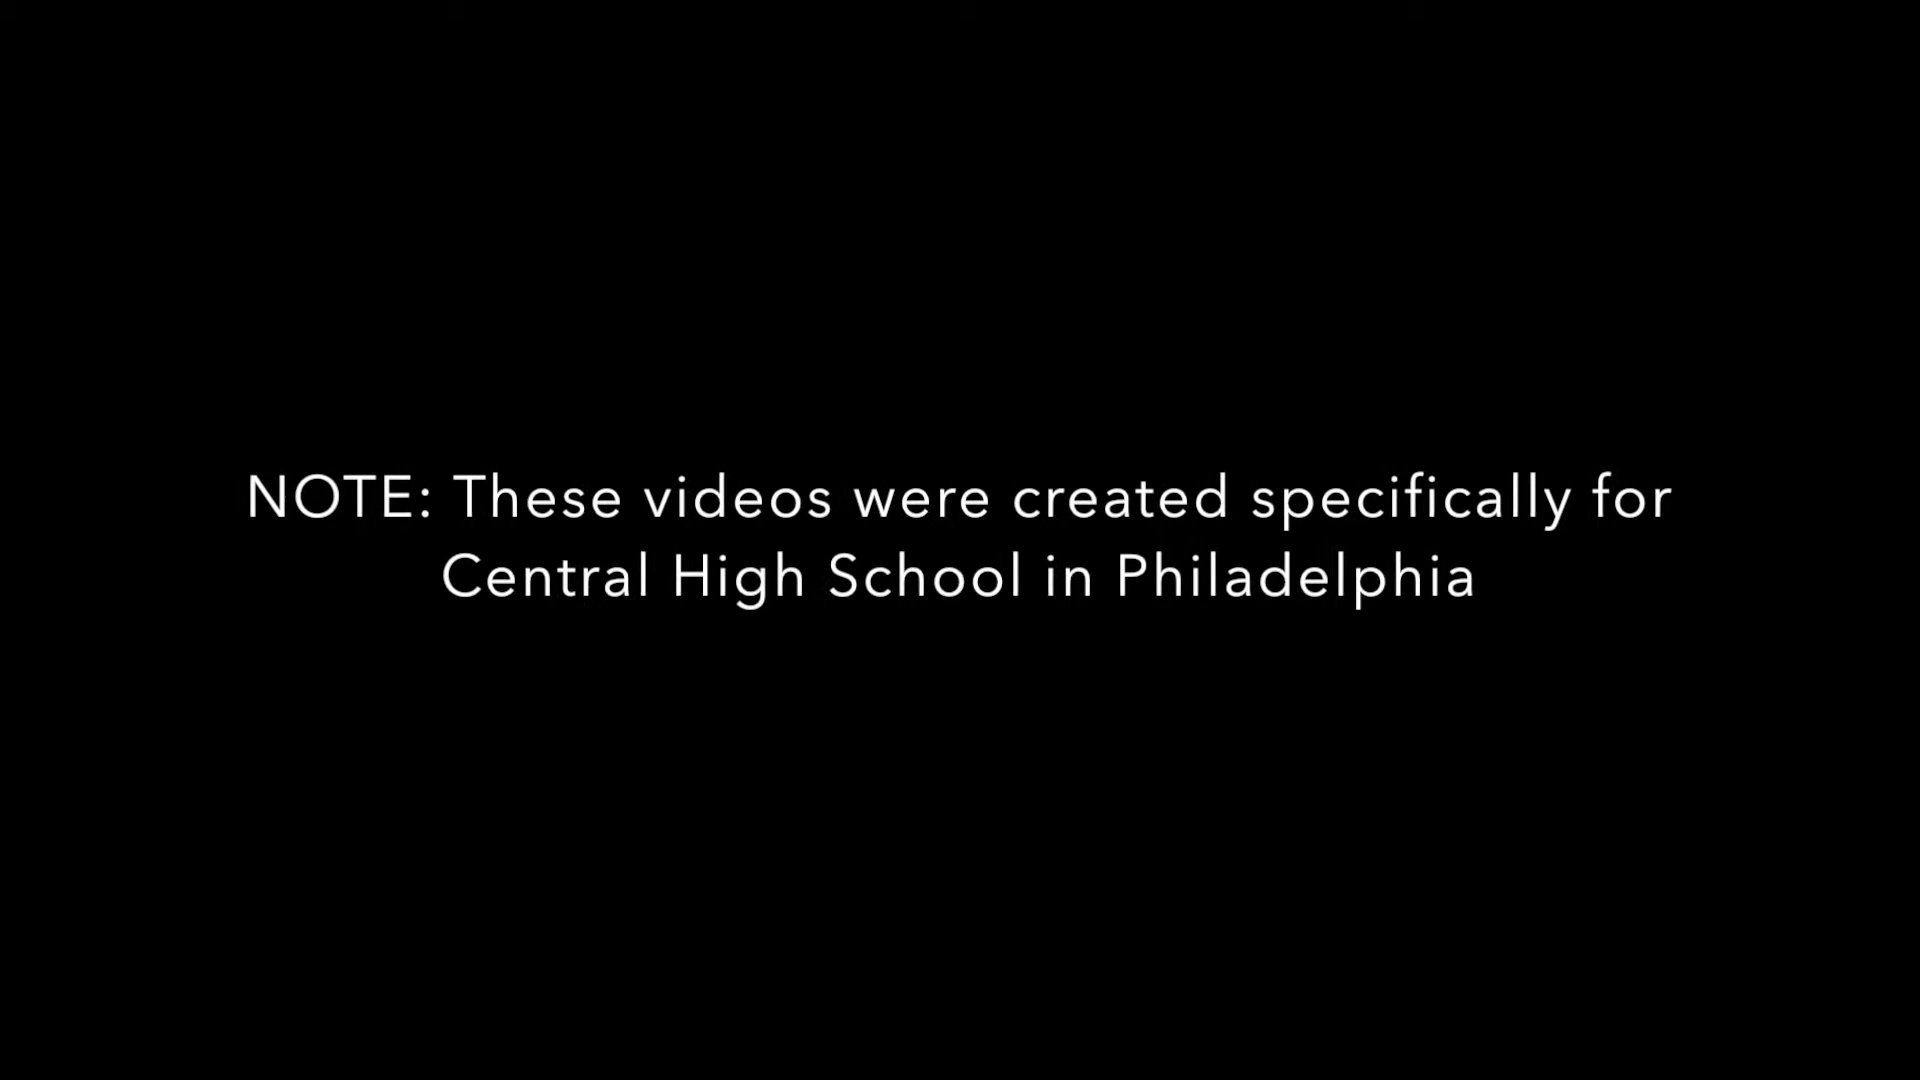 NOTE: These videos were created specifically for
Central High School in Philadelphia